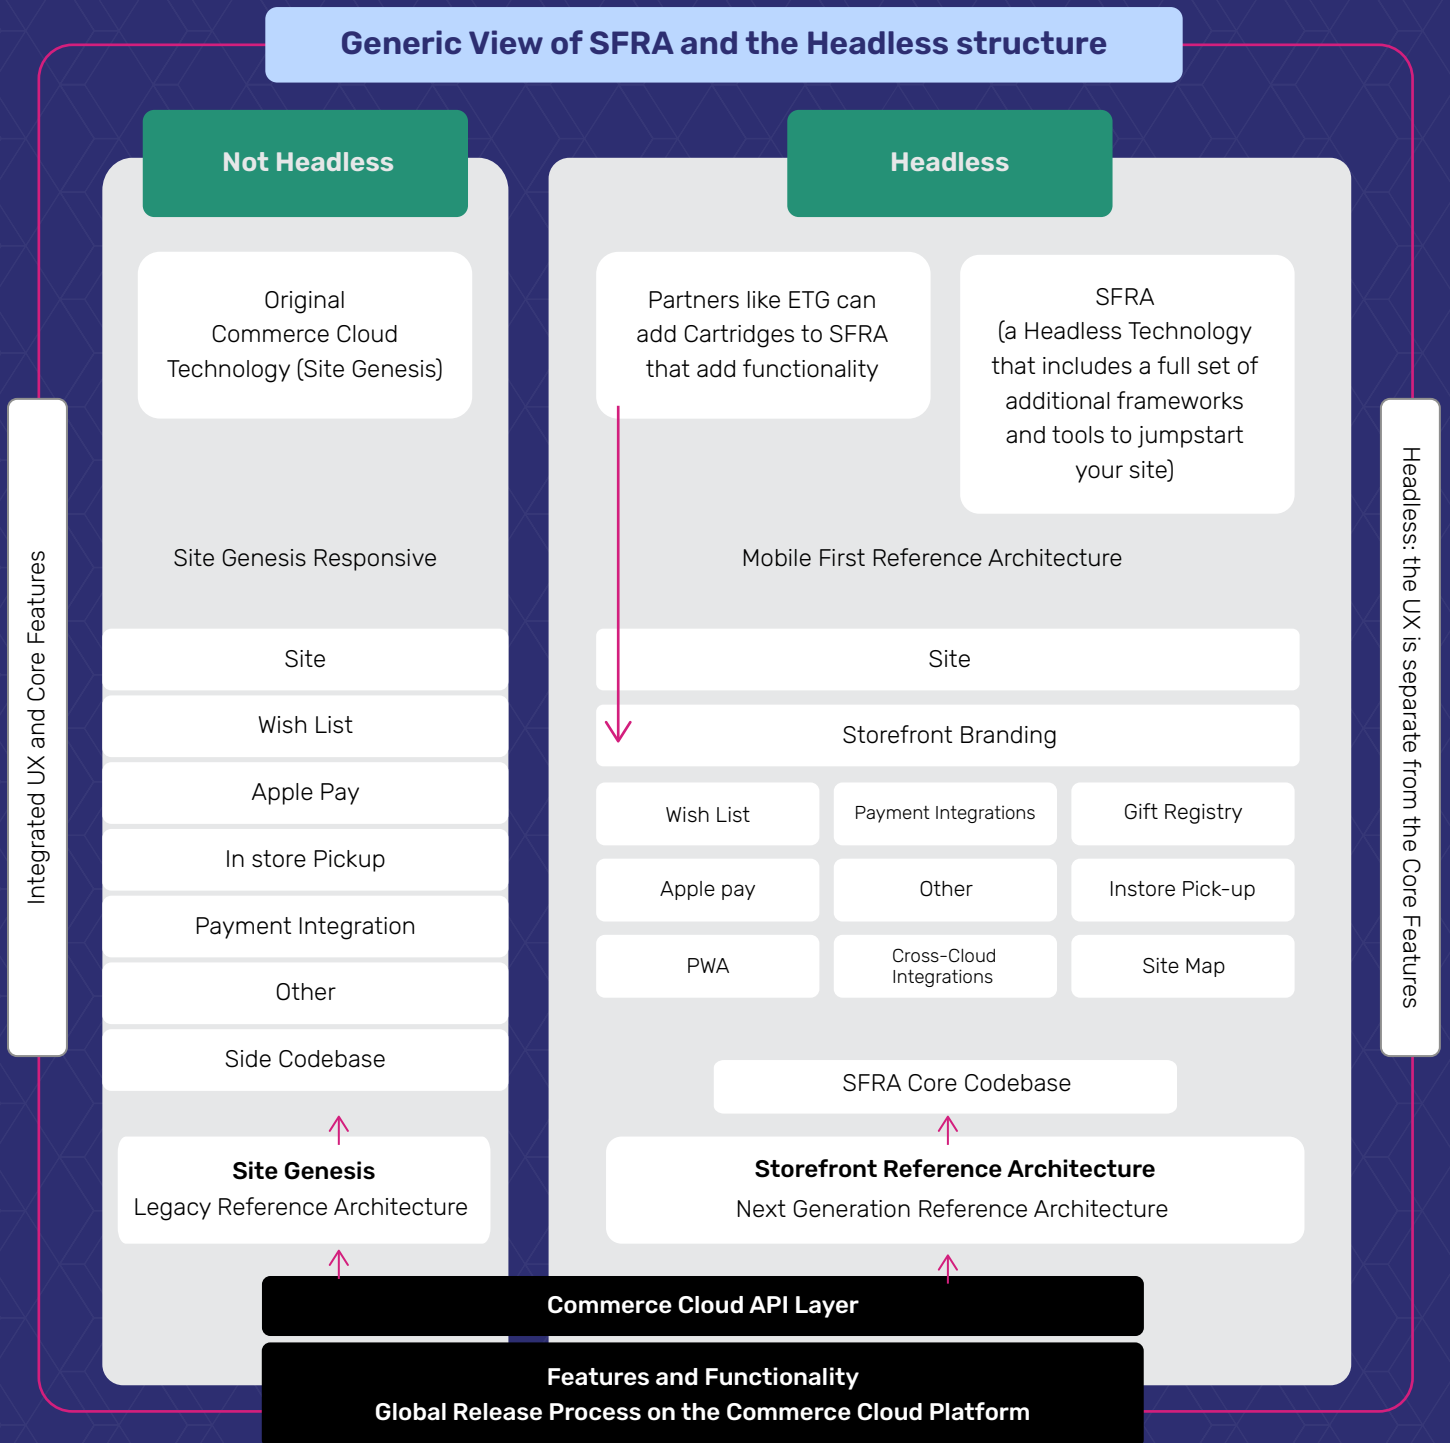 Generic View of SFRA and the Headless structure
Not Headless
Original
Commerce Cloud
Technology (Site Genesis)
Site Genesis Responsive
Site
Wish List
Apple Pay
In store Pickup
Payment Integration
Other
Side Codebase
Site Genesis
Legacy Reference Architecture
Integrated UX and Core Features
Headless
Partners like ETG can
add Cartridges to SFRA
that add functionality
SFRA
(a Headless Technology
that includes a full set of
additional frameworks
and tools to jumpstart
your site)
Mobile First Reference Architecture
Site
Storefront Branding
Wish List
Payment Integrations
Gift Registry
Apple pay
Other
Instore Pick-up
PWA
Cross-Cloud
Integrations
Site Map
SFRA Core Codebase
Storefront Reference Architecture
Next Generation Reference Architecture
Headless: the UX is separate from the Core Features
Commerce Cloud API Layer
Features and Functionality
Global Release Process on the Commerce Cloud Platform